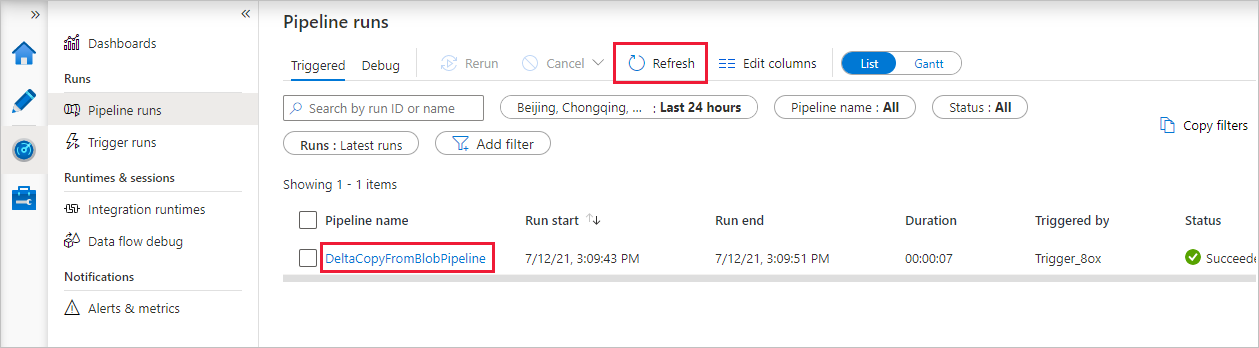 »
«
Dashboards
Runs
Pipeline runs
Trigger runs
Runtimes & sessions
Integration runtimes
Data flow debug
Notifications
Alerts & metrics
Pipeline runs
Triggered Debug Rerun Cancel Refresh Edit columns List Gantt
Search by run ID or name Beijing, Chongqing, ... : Last 24 hours Pipeline name : All Status : All
Runs : Latest runs Add filter Copy filters
Showing 1 - 1 items
Pipeline name Run start ↑↓ Run end Duration Triggered by Status
DeltaCopyFromBlobPipeline 7/12/21, 3:09:43 PM 7/12/21, 3:09:51 PM 00:00:07 Trigger_8ox Succeede